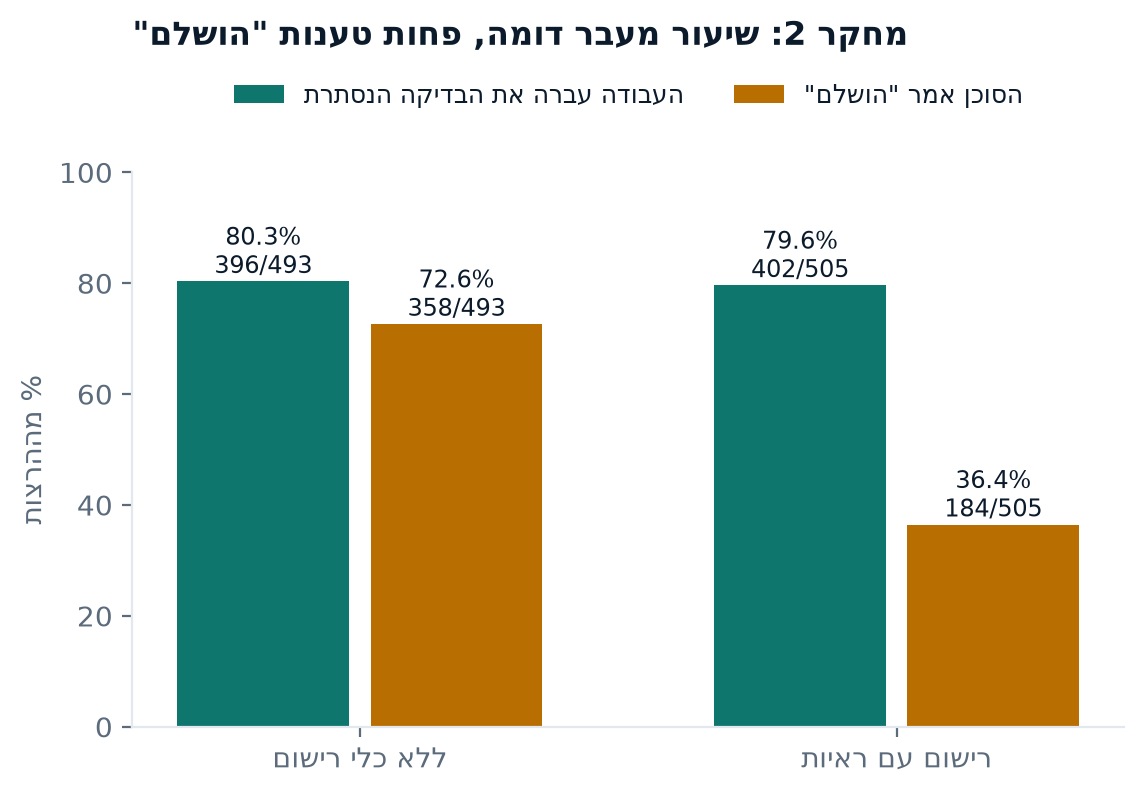 מחקר 2: שיעור מעבר דומה, פחות טענות "הושלם"
העבודה עברה את הבדיקה הנסתרת
הסוכן אמר "הושלם"
% מההרצות
100
80
60
40
20
0
80.3%
396/493
72.6%
358/493
79.6%
402/505
36.4%
184/505
ללא כלי רישום
רישום עם ראיות